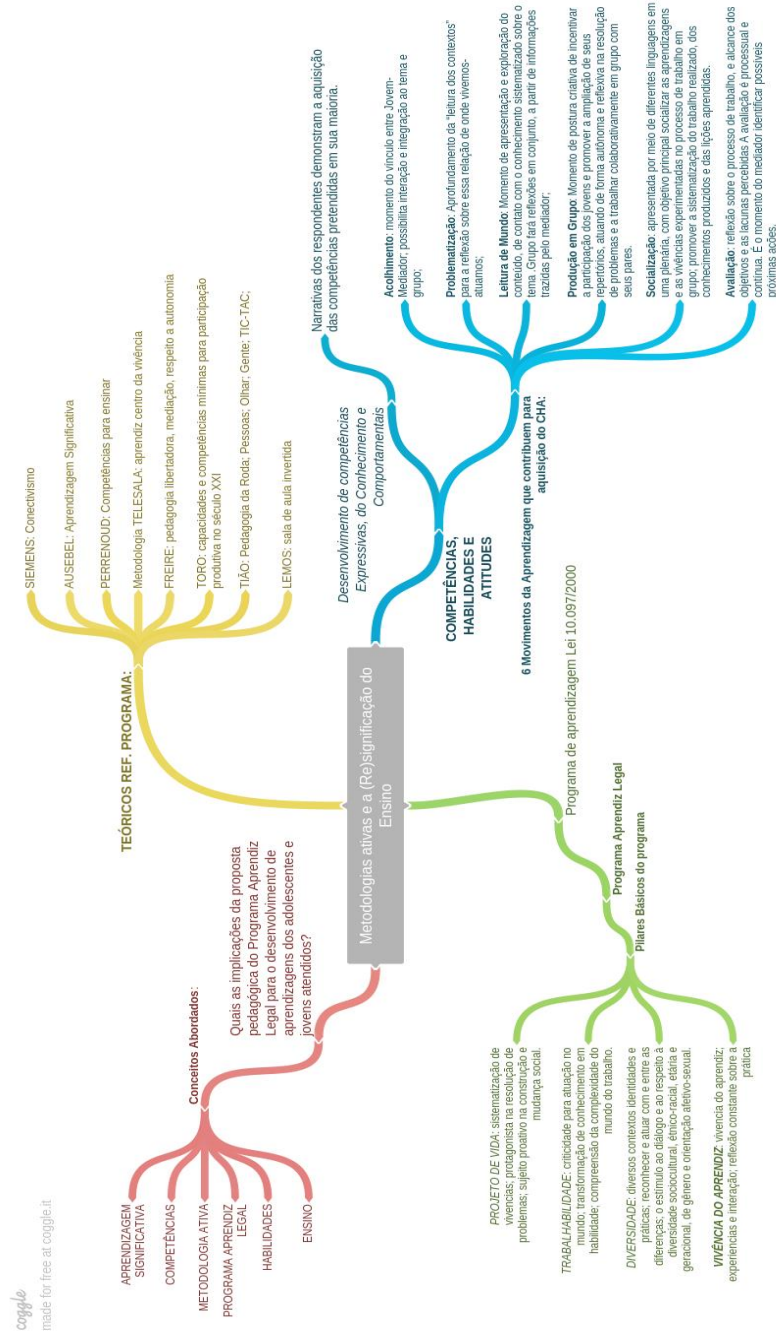 coggle
made for free at coggle.it
TEÓRICOS REF. PROGRAMA:
SIEMENS: Conectivismo
AUSEBEL: Aprendizagem Significativa
PERRENOUD: Competências para ensinar
Metodologia TELESALA: aprendiz centro da vivência
FREIRE: pedagogia libertadora, mediação, respeito a autonomia
TORO: capacidades e competências mínimas para participação
produtiva no século XXI
TIÃO: Pedagogia da Roda; Pessoas; Olhar; Gente; TIC-TAC;
LEMOS: sala de aula invertida
Conceitos Abordados:
APRENDIZAGEM
SIGNIFICATIVA
COMPETÊNCIAS
METODOLOGIA ATIVA
PROGRAMA APRENDIZ
LEGAL
HABILIDADES
ENSINO
Quais as implicações da proposta
pedagógica do Programa Aprendiz
Legal para o desenvolvimento de
aprendizagens dos adolescentes e
jovens atendidos?
Metodologias ativas e a (Re)significação do
Ensino
Desenvolvimento de competências
Expressivas, do Conhecimento e
Comportamentais
Narrativas dos respondentes demonstram a aquisição
das competências pretendidas em sua maioria.
COMPETÊNCIAS,
HABILIDADES E
ATITUDES
6 Movimentos da Aprendizagem que contribuem para
aquisição do CHA:
Acolhimento: momento do vínculo entre Jovem-
Mediador; possibilita interação e integração ao tema e
grupo;
Problematização: Aprofundamento da "leitura dos contextos"
para a reflexão sobre essa relação de onde vivemos-
atuamos;
Leitura de Mundo: Momento de apresentação e exploração do
conteúdo, de contato com o conhecimento sistematizado sobre o
tema. Grupo fará reflexões em conjunto, a partir de informações
trazidas pelo mediador;
Produção em Grupo: Momento de postura criativa de incentivar
a participação dos jovens e promover a ampliação de seus
repertórios, atuando de forma autônoma e reflexiva na resolução
de problemas e a trabalhar colaborativamente em grupo com
seus pares.
Socialização: apresentada por meio de diferentes linguagens em
uma plenária, com objetivo principal socializar as aprendizagens
e as vivências experimentadas no processo de trabalho em
grupo; promover a sistematização do trabalho realizado, dos
conhecimentos produzidos e das lições aprendidas.
Avaliação: reflexão sobre o processo de trabalho, e alcance dos
objetivos e as lacunas percebidas A avaliação é processual e
contínua. É o momento do mediador identificar possíveis
próximas ações.
Programa de aprendizagem Lei 10.097/2000
Programa Aprendiz Legal
Pilares Básicos do programa
PROJETO DE VIDA: sistematização de
vivencias; protagonista na resolução de
problemas; sujeito proativo na construção e
mudança social.
TRABALHABILIDADE: criticidade para atuação no
mundo; transformação de conhecimento em
habilidade; compreensão da complexidade do
mundo do trabalho.
DIVERSIDADE: diversos contextos identidades e
práticas; reconhecer e atuar com e entre as
diferenças; o estímulo ao diálogo e ao respeito à
diversidade sociocultural, étnico-racial, etária e
geracional, de gênero e orientação afetivo-sexual.
VIVÊNCIA DO APRENDIZ: vivencia do aprendiz;
experiencias e interação; reflexão constante sobre a
prática